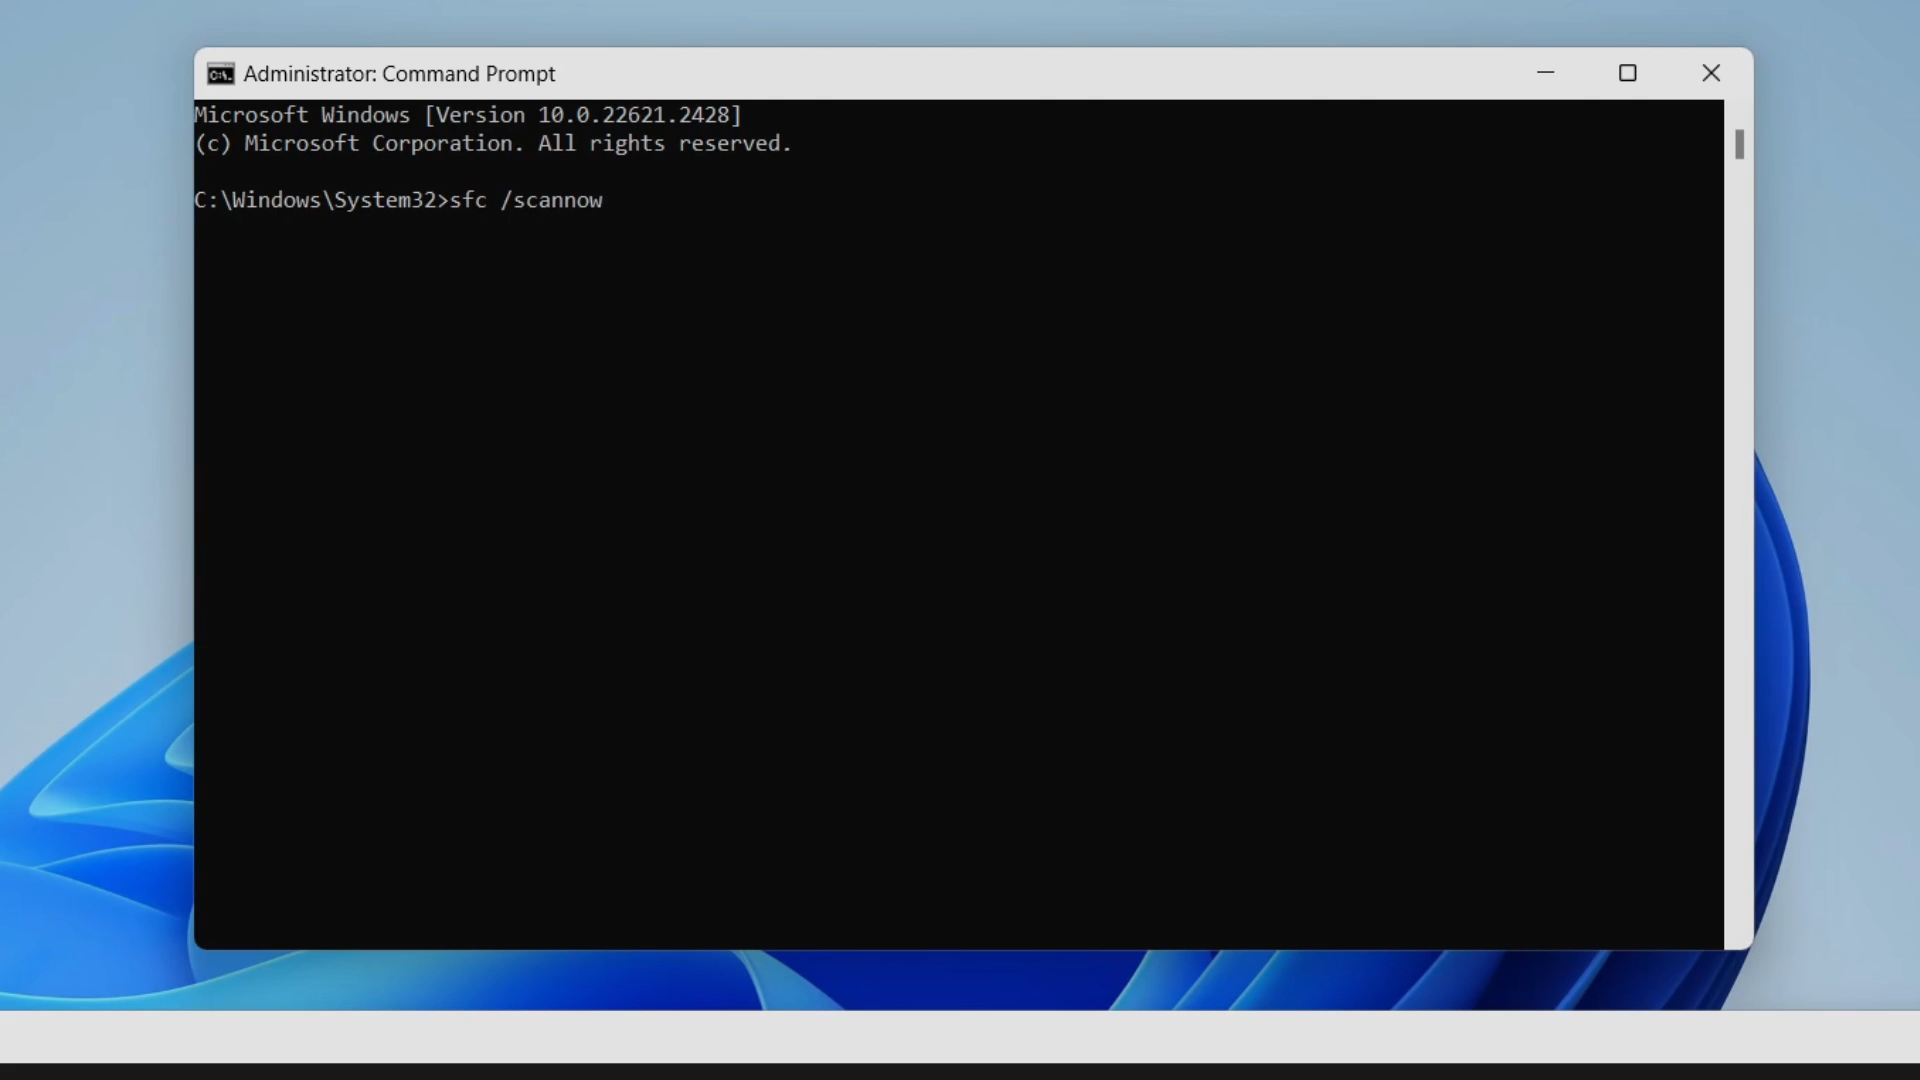 Administrator: Command Prompt
Microsoft Windows [Version 10.0.22621.2428]
(c) Microsoft Corporation. All rights reserved.
C:\Windows\System32>sfc /scannow